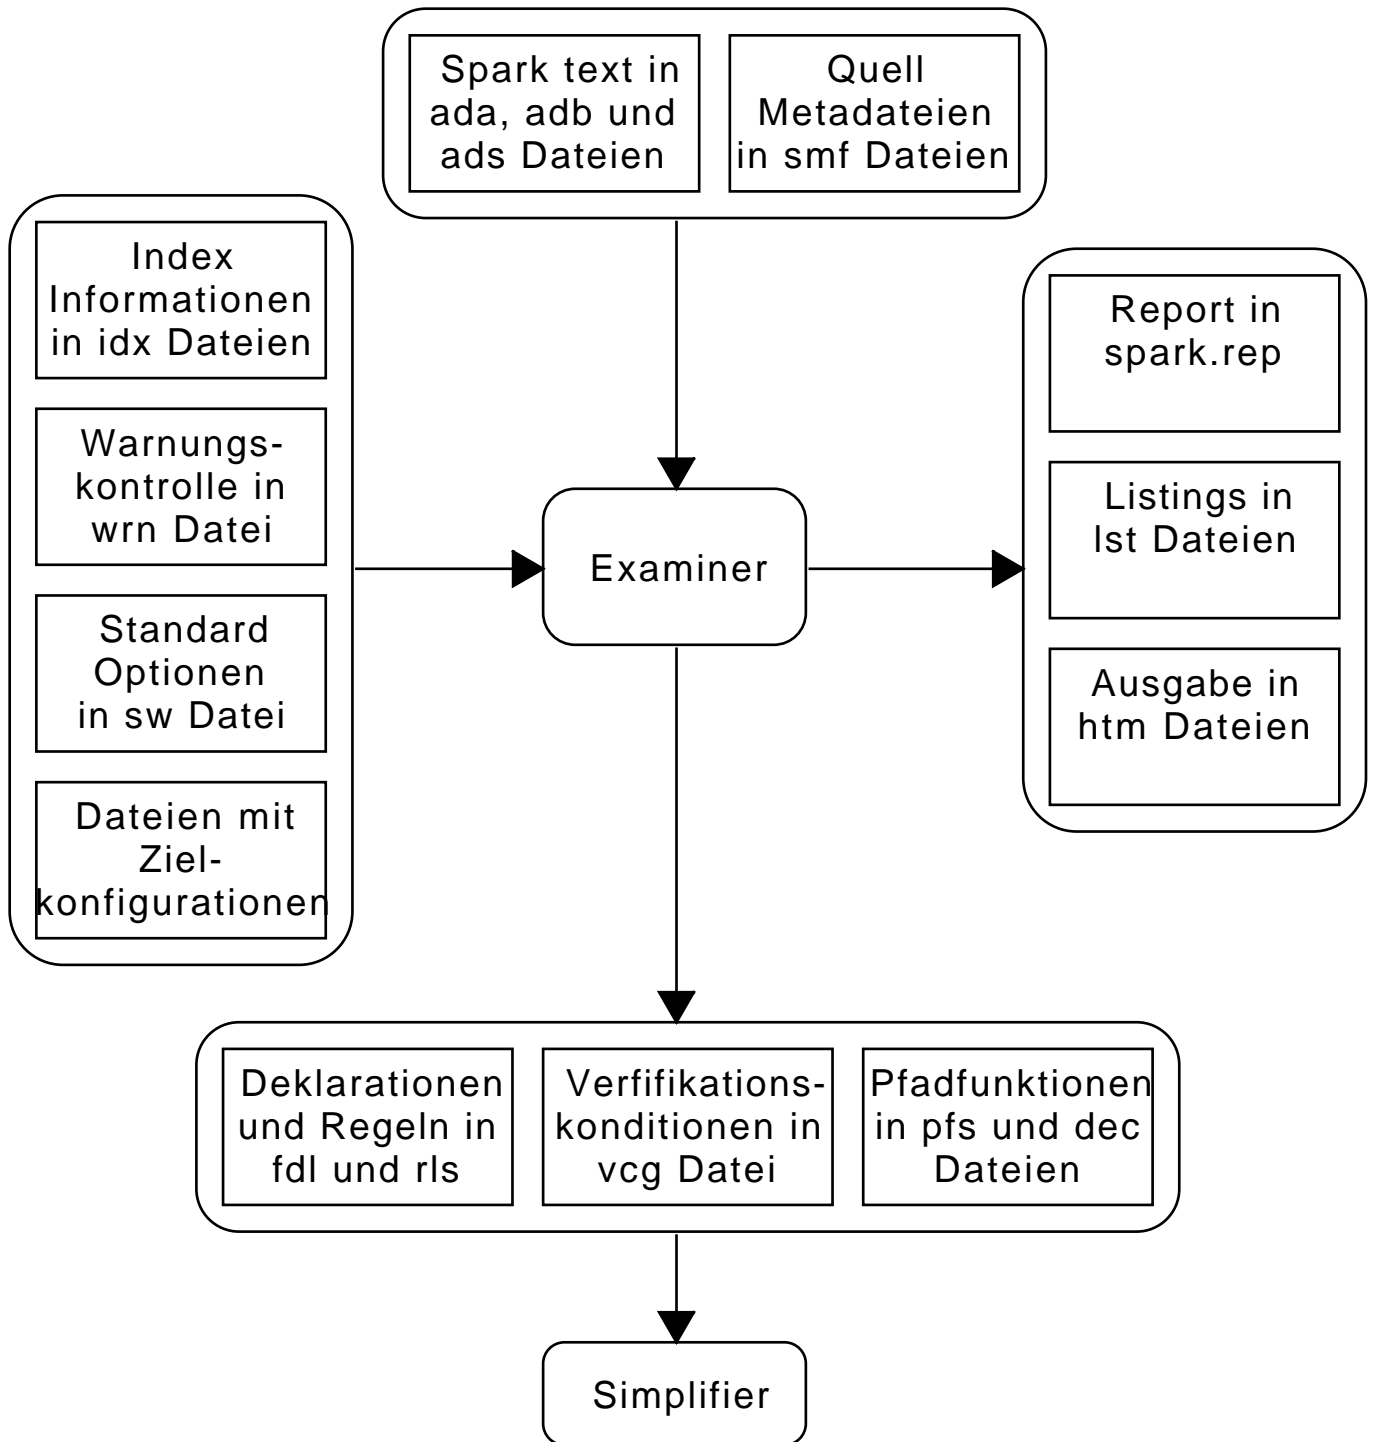 Spark text in
ada, adb und
ads Dateien
Quell
Metadateien
in smf Dateien
Index
Informationen
in idx Dateien
Warnungs-
kontrolle in
wrn Datei
Standard
Optionen
in sw Datei
Dateien mit
Ziel-
konfigurationen
Examiner
Report in
spark.rep
Listings in
lst Dateien
Ausgabe in
htm Dateien
Deklarationen
und Regeln in
fdl und rls
Verfifikations-
konditionen in
vcg Datei
Pfadfunktionen
in pfs und dec
Dateien
Simplifier